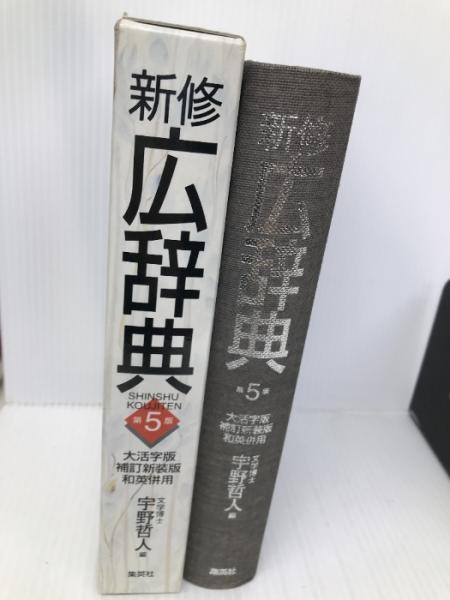 新修
広辞典
SHINSHU
KOUJITEN
第5版
大活字版
補訂新装版
和英併用
文学博士
宇野哲人 編
集英社
新修
広辞典
第5版
大活字版
補訂新装版
和英併用
文学博士
宇野哲人 編
集英社